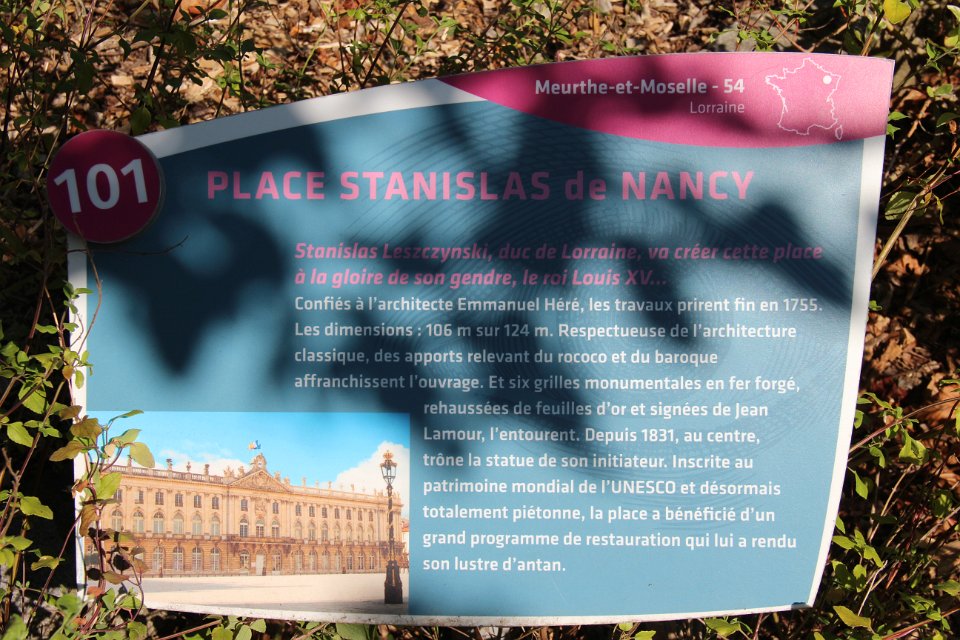 Meurthe-et-Moselle - 54
Lorraine
101
PLACE STANISLAS de NANCY
Stanislas Leszczynski, duc de Lorraine, va créer cette place
à la gloire de son gendre, le roi Louis XV...
Confiés à l'architecte Emmanuel Héré, les travaux prirent fin en 1755.
Les dimensions : 106 m sur 124 m. Respectueuse de l'architecture
classique, des apports relevant du rococo et du baroque
affranchissent l'ouvrage. Et six grilles monumentales en fer forgé,
rehaussées de feuilles d'or et signées de Jean
Lamour, l'entourent. Depuis 1831, au centre,
trône la statue de son initiateur. Inscrite au
patrimoine mondial de l'UNESCO et désormais
totalement piétonne, la place a bénéficié d'un
grand programme de restauration qui lui a rendu
son lustre d'antan.